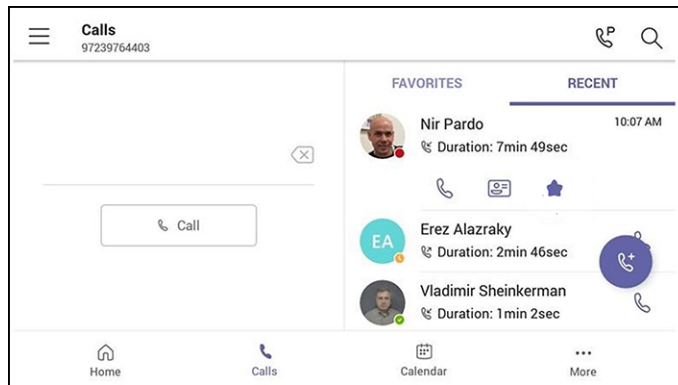 Calls
97239764403
P
FAVORITES
RECENT
Nir Pardo
10:07 AM
Duration: 7min 49sec
Call
EA
Erez Alazraky
Duration: 2min 46sec
Vladimir Sheinkerman
Duration: 1min 2sec
Home
Calls
Calendar
More